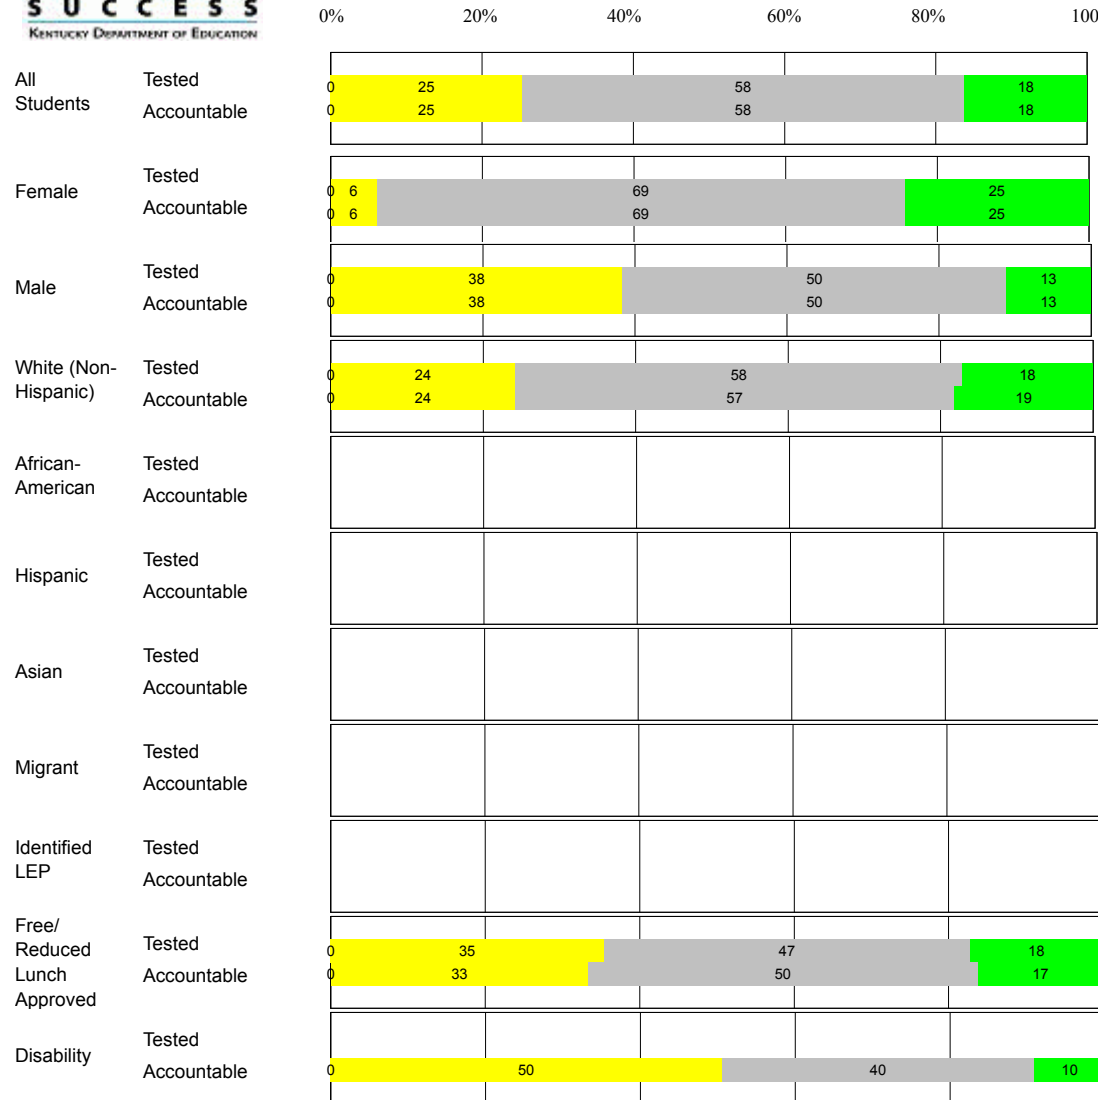 SUCCESS
KENTUCKY DEPARTMENT OF EDUCATION
0% 20% 40% 60% 80% 100
All Students
Tested 0 25 58 18
Accountable 0 25 58 18
Female
Tested 0 6 69 25
Accountable 0 6 69 25
Male
Tested 0 38 50 13
Accountable 0 38 50 13
White (Non-
Hispanic)
Tested 0 24 58 18
Accountable 0 24 57 19
African-
American
Tested
Accountable
Hispanic
Tested
Accountable
Asian
Tested
Accountable
Migrant
Tested
Accountable
Identified
LEP
Tested
Accountable
Free/
Reduced
Lunch
Approved
Tested 0 35 47 18
Accountable 0 33 50 17
Disability
Tested
Accountable 0 50 40 10